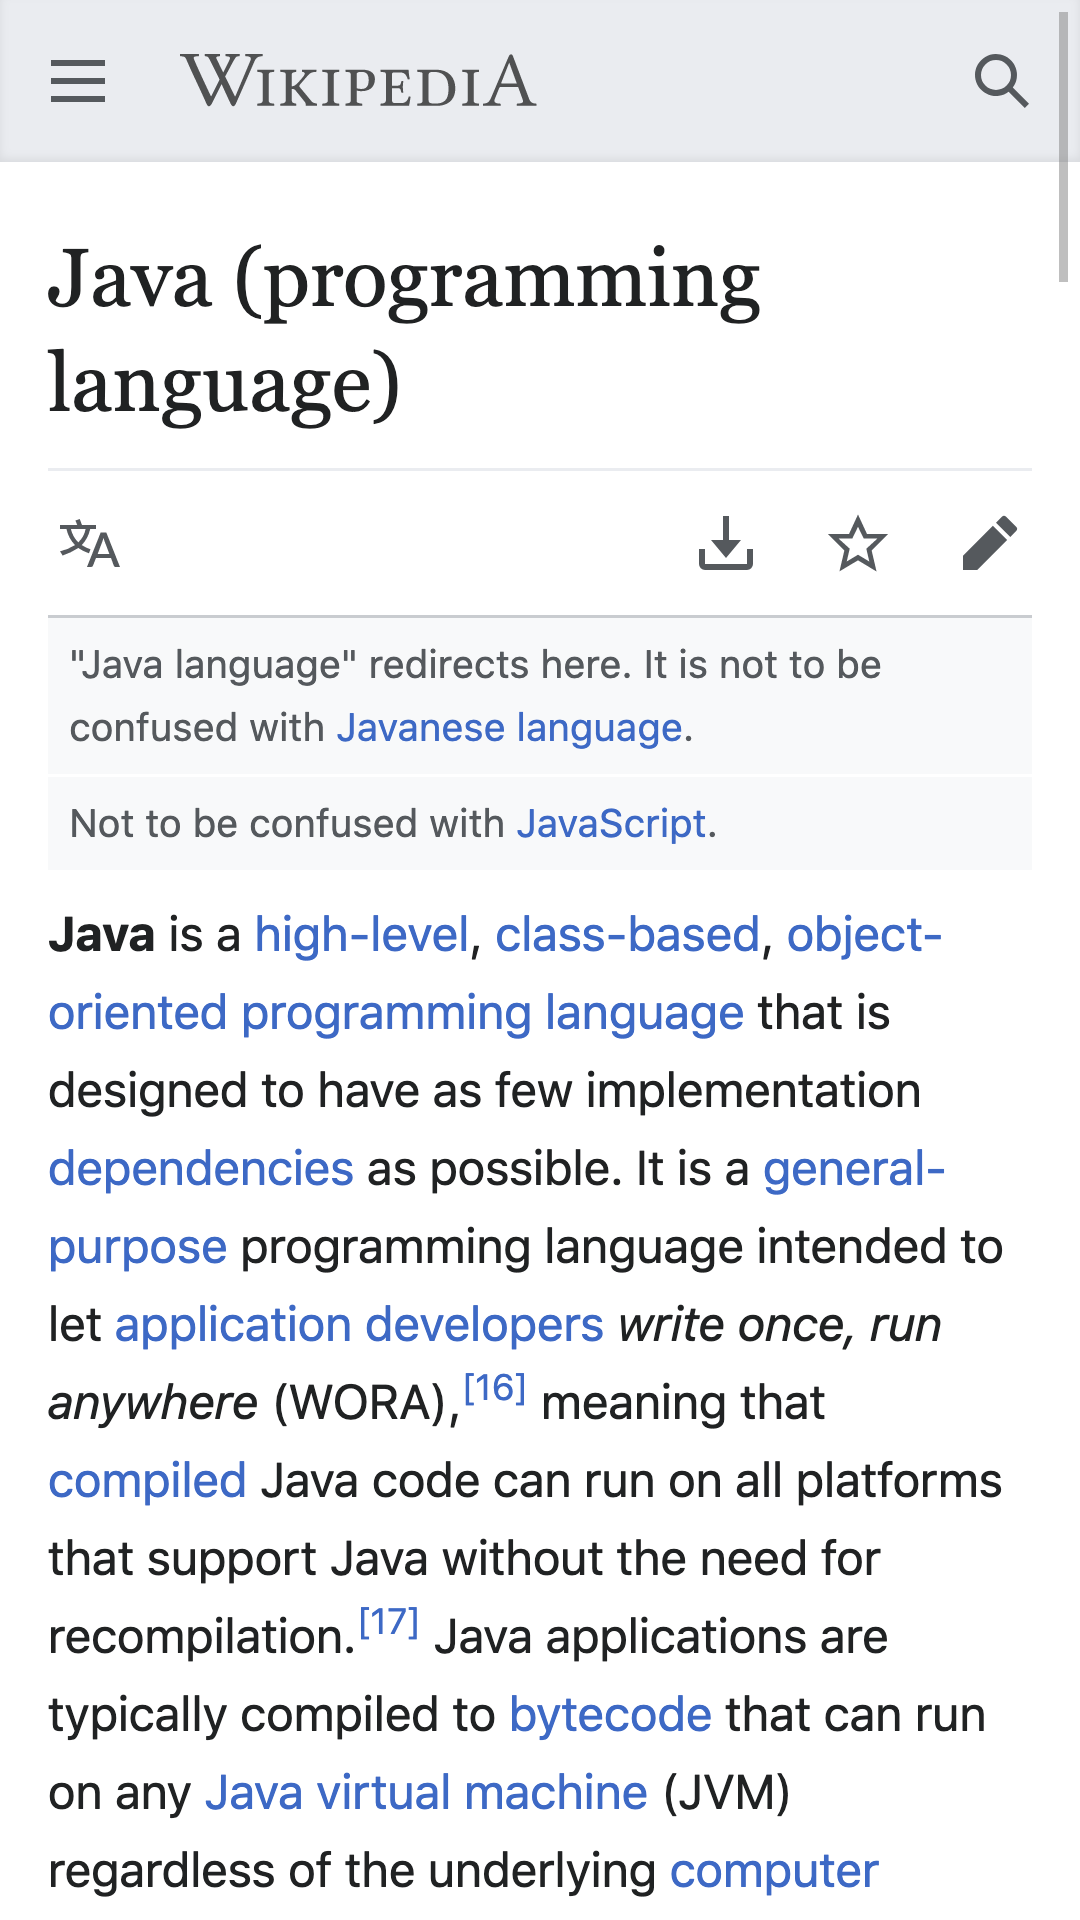 WIKIPEDIA
Java (programming
language)
"Java language" redirects here. It is not to be
confused with Javanese language.
Not to be confused with JavaScript.
Java is a high-level, class-based, object-
oriented programming language that is
designed to have as few implementation
dependencies as possible. It is a general-
purpose programming language intended to
let application developers write once, run
anywhere (WORA),[16] meaning that
compiled Java code can run on all platforms
that support Java without the need for
recompilation.[17] Java applications are
typically compiled to bytecode that can run
on any Java virtual machine (JVM)
regardless of the underlying computer